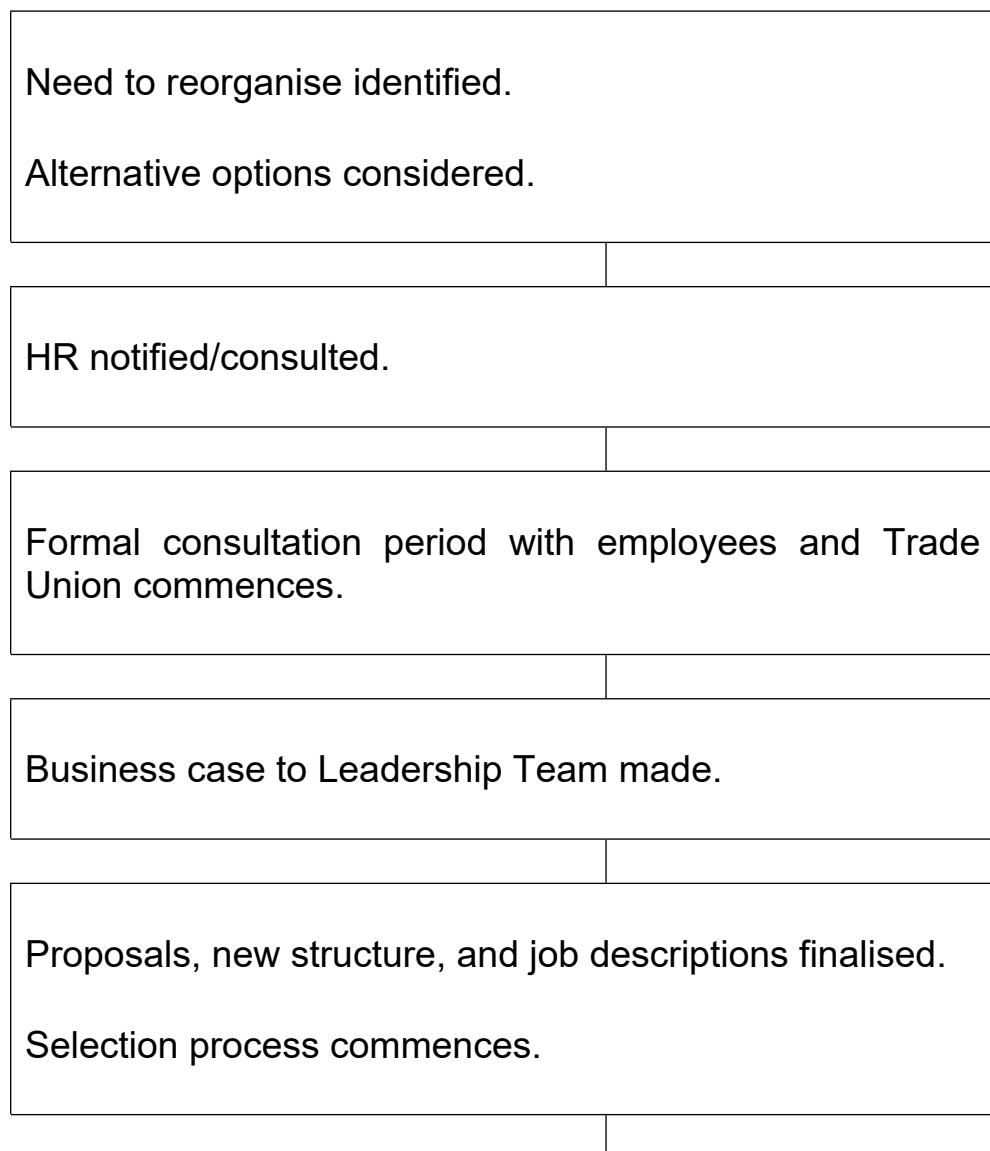 Need to reorganise identified.
Alternative options considered.
HR notified/consulted.
Formal consultation period with employees and Trade
Union commences.
Business case to Leadership Team made.
Proposals, new structure, and job descriptions finalised.
Selection process commences.